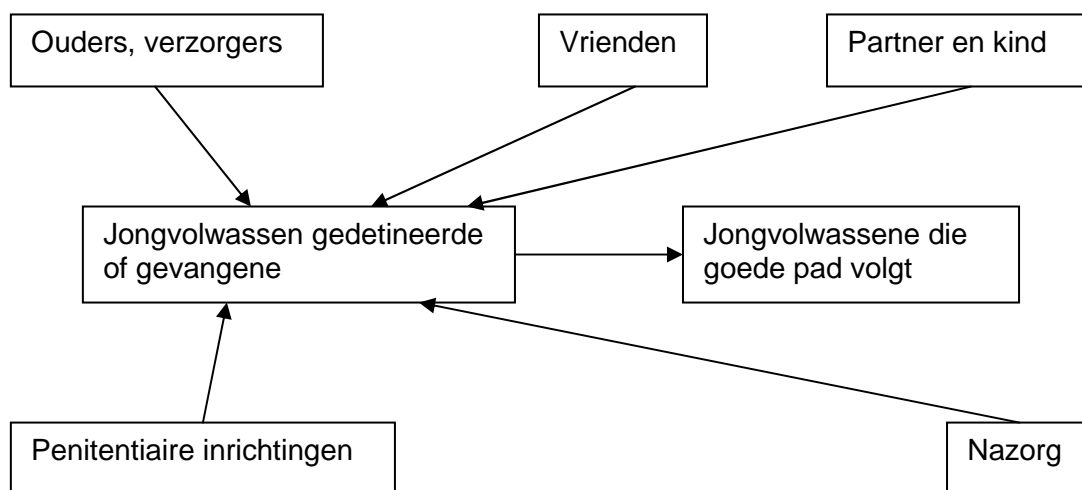 Ouders, verzorgers
Vrienden
Partner en kind
Jongvolwassen gedetineerde
of gevangene
Jongvolwassene die
goede pad volgt
Penitentiaire inrichtingen
Nazorg